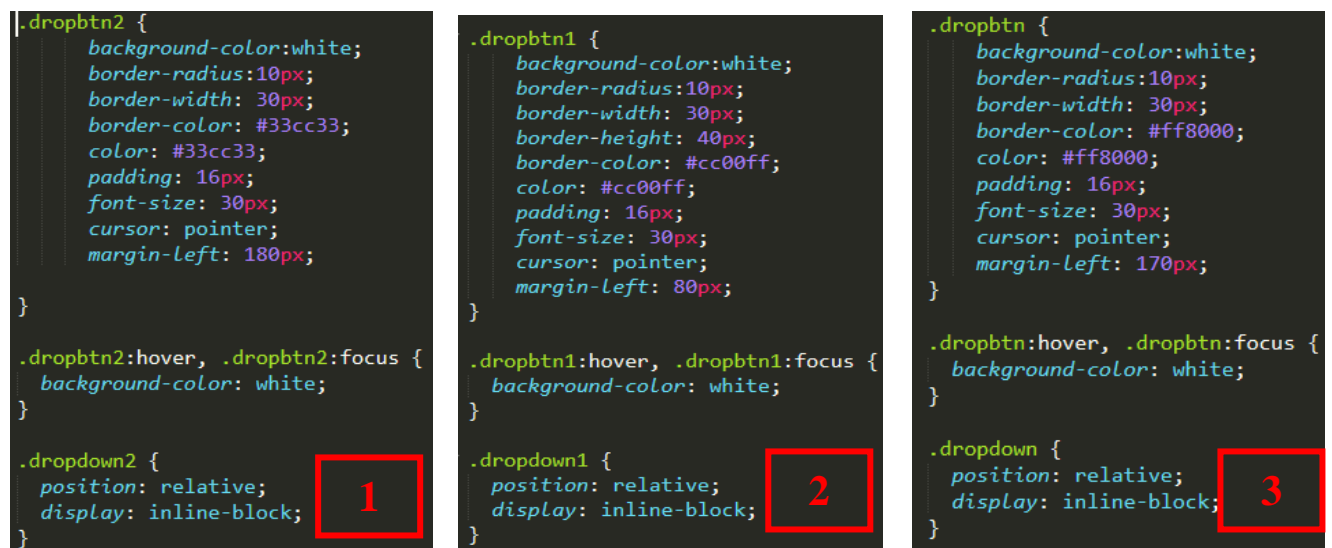 .dropbtn2 {
background-color:white;
border-radius:10px;
border-width: 30px;
border-color: #33cc33;
color: #33cc33;
padding: 16px;
font-size: 30px;
cursor: pointer;
margin-left: 180px;
}
.dropbtn2:hover, .dropbtn2:focus {
background-color: white;
}
.dropdown2 {
position: relative;
display: inline-block;
}
1
.dropbtn1 {
background-color:white;
border-radius:10px;
border-width: 30px;
border-height: 40px;
border-color: #cc00ff;
color: #cc00ff;
padding: 16px;
font-size: 30px;
cursor: pointer;
margin-left: 80px;
}
.dropbtn1:hover, .dropbtn1:focus {
background-color: white;
}
.dropdown1 {
position: relative;
display: inline-block;
}
2
.dropbtn {
background-color:white;
border-radius:10px;
border-width: 30px;
border-color: #ff8000;
color: #ff8000;
padding: 16px;
font-size: 30px;
cursor: pointer;
margin-left: 170px;
}
.dropbtn:hover, .dropbtn:focus {
background-color: white;
}
.dropdown {
position: relative;
display: inline-block;
}
3